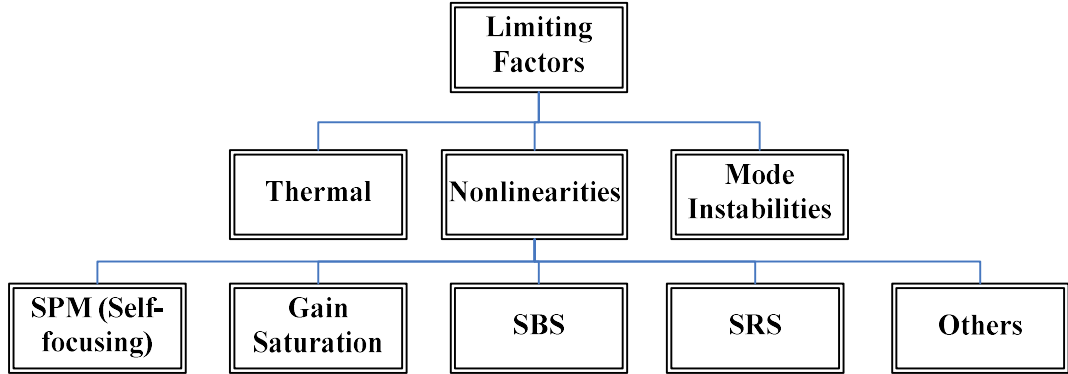 Limiting
Factors
Thermal
Nonlinearities
Mode
Instabilities
SPM (Self-
focusing)
Gain
Saturation
SBS
SRS
Others